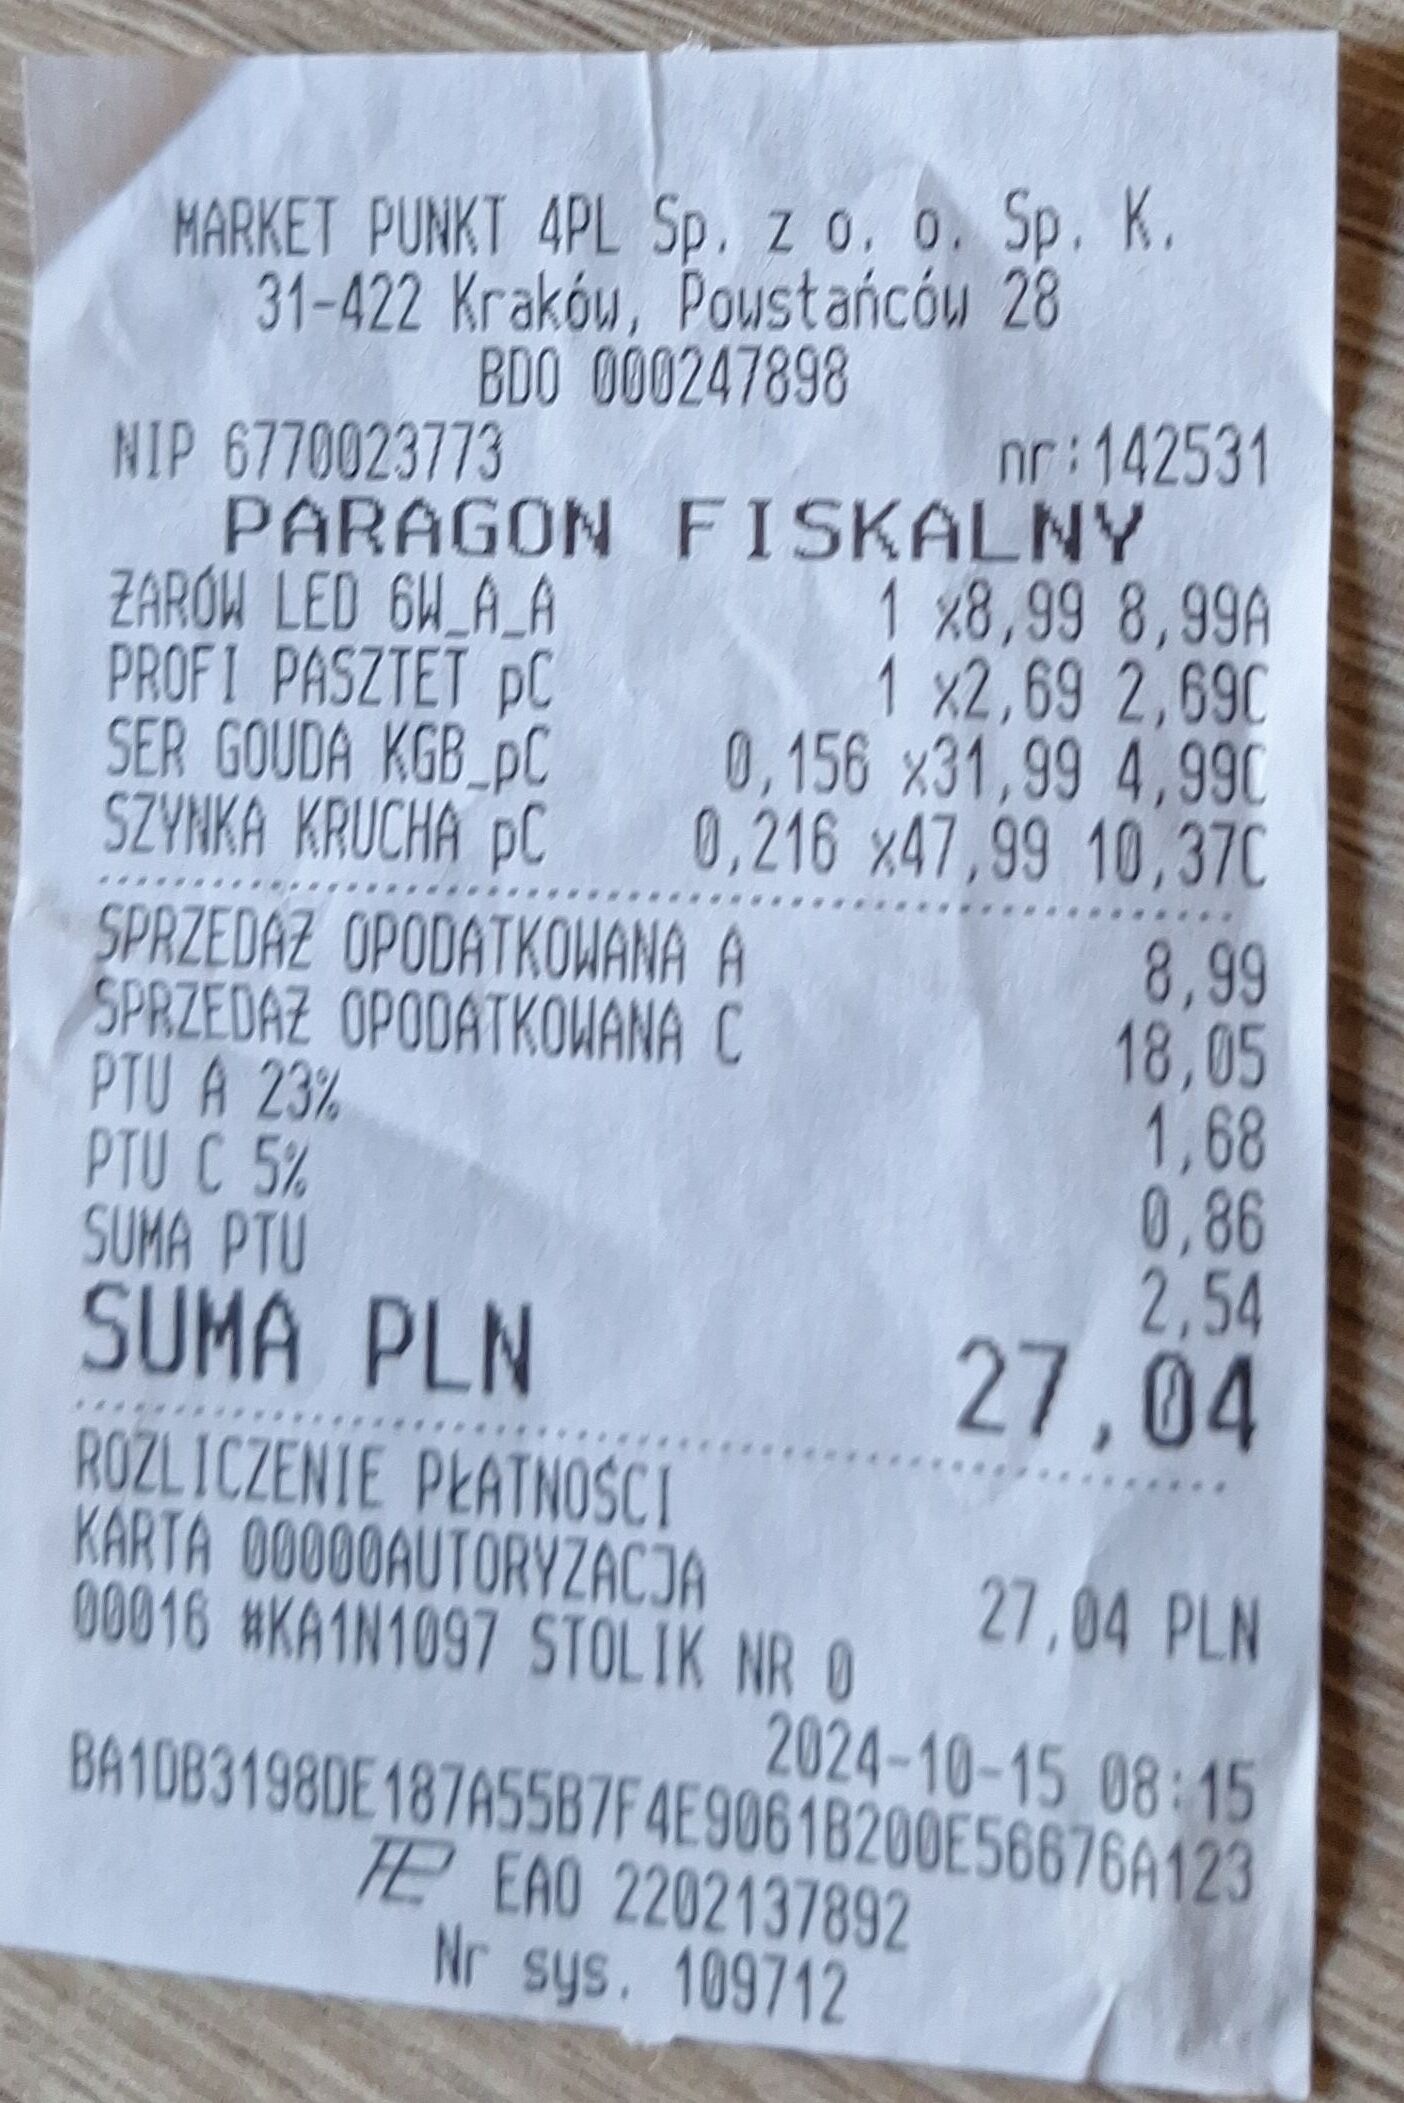 MARKET PUNKT 4PL Sp. z o. o. Sp. K.
31-422 Kraków, Powstańców 28
BDO 000247898
NIP 6770023773 nr:142531
PARAGON FISKALNY
ŻARÓW LED 6W_A_A 1 x8,99 8,99A
PROFI PASZTET pC 1 x2,69 2,69C
SER GOUDA KGB_pC 0,156 x31,99 4,99C
SZYNKA KRUCHA pC 0,216 x47,99 10,37C
SPRZEDAŻ OPODATKOWANA A 8,99
SPRZEDAŻ OPODATKOWANA C 18,05
PTU A 23% 1,68
PTU C 5% 0,86
SUMA PTU 2,54
SUMA PLN 27,04
ROZLICZENIE PŁATNOŚCI
KARTA 00000AUTORYZACJA 27,04 PLN
00016 #KA1N1097 STOLIK NR 0
2024-10-15 08:15
BA1DB3198DE187A55B7F4E9061B200E56676A123
EAO 2202137892
Nr sys. 109712